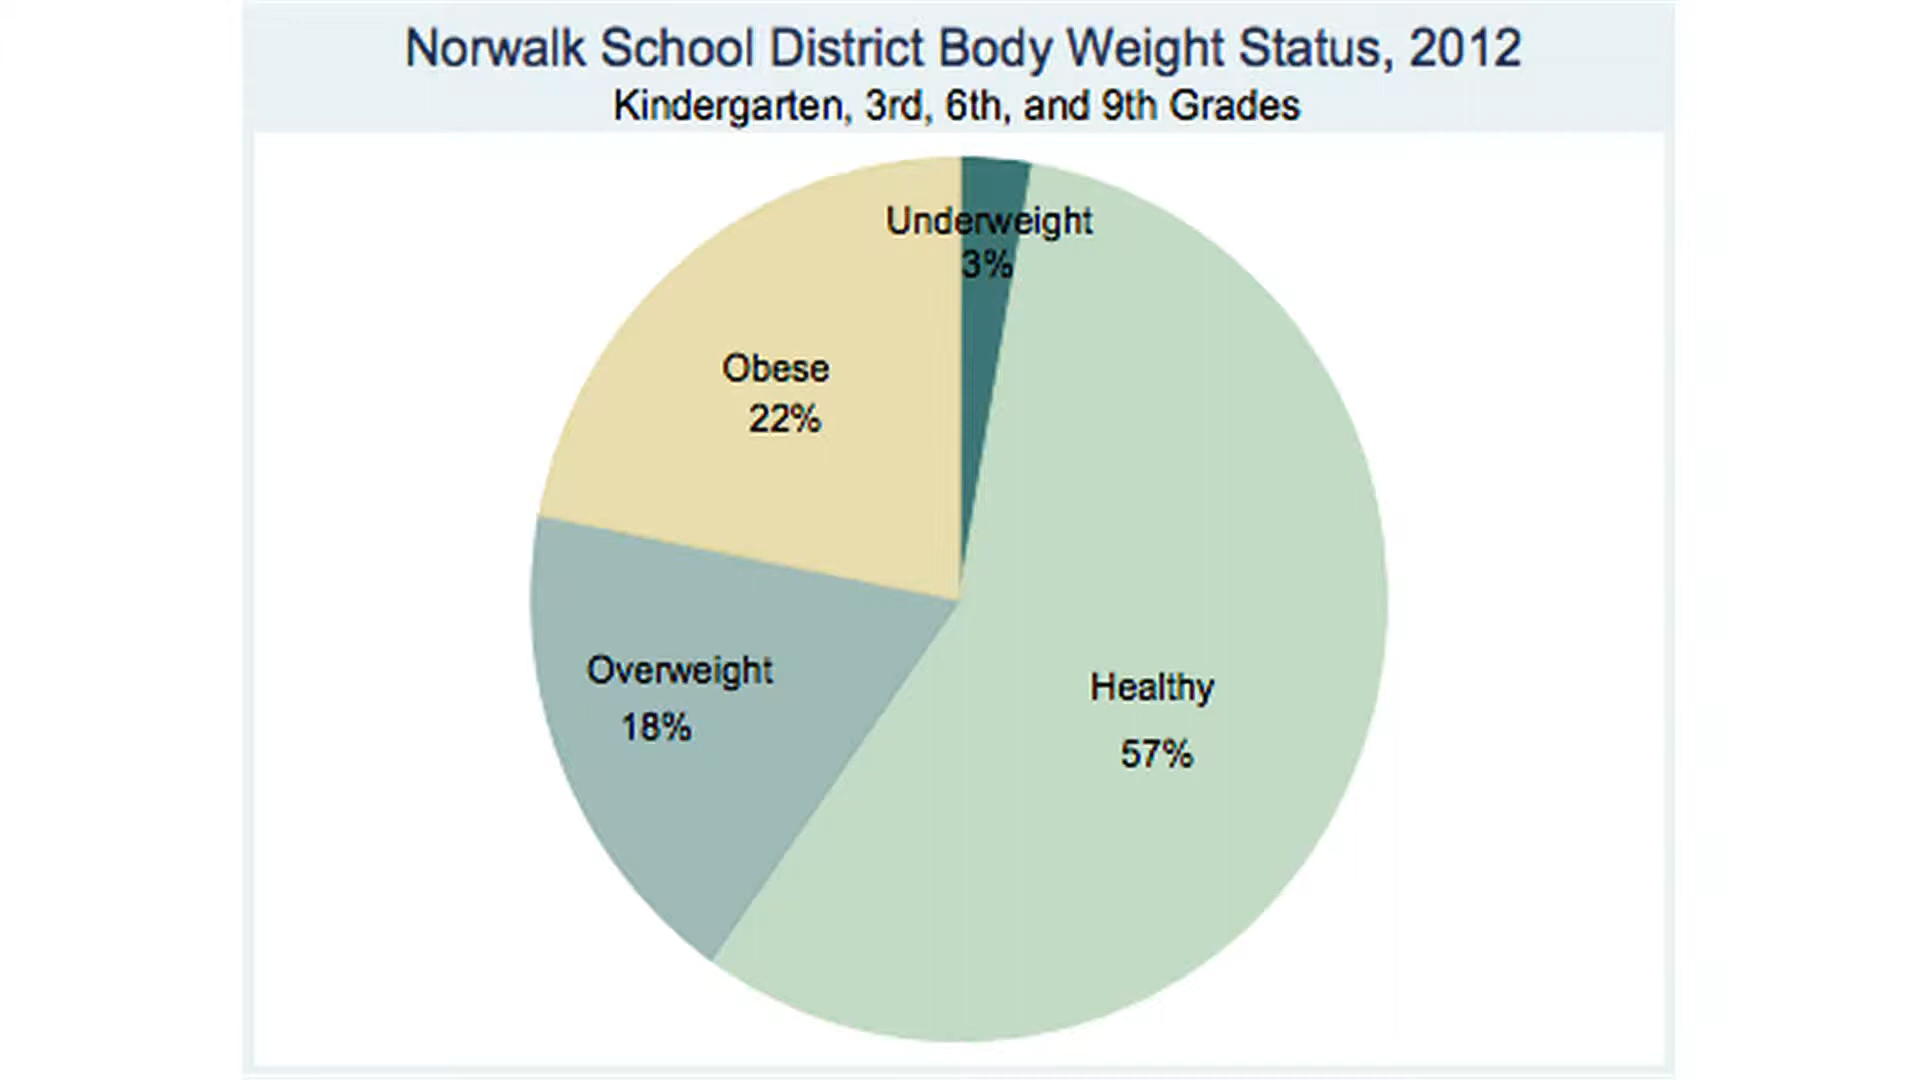 Norwalk School District Body Weight Status, 2012
Kindergarten, 3rd, 6th, and 9th Grades
Underweight
3%
Obese
22%
Overweight
18%
Healthy
57%